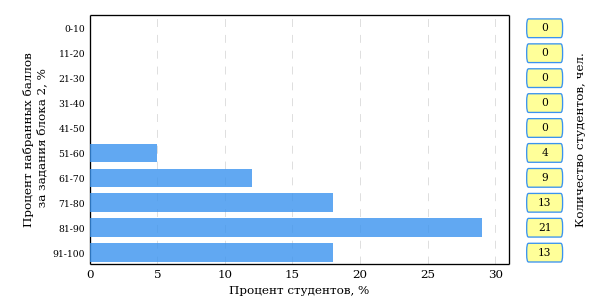 Процент набранных баллов
за задания блока 2, %
0-10 0
11-20 0
21-30 0
31-40 0
41-50 0
51-60 4
61-70 9
71-80 13
81-90 21
91-100 13
0 5 10 15 20 25 30
Процент студентов, %
Количество студентов, чел.